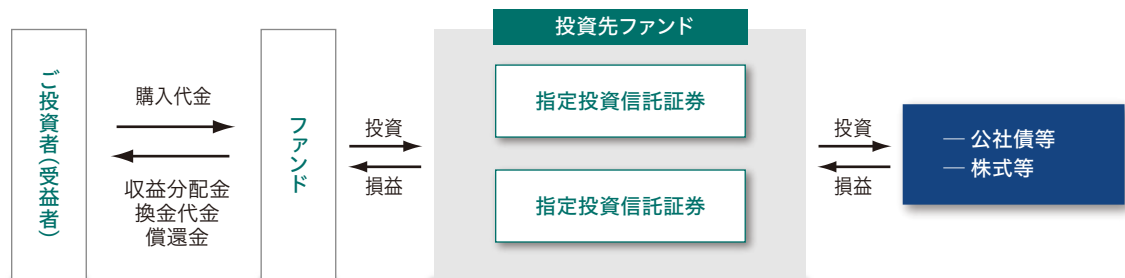 ご投資者(受益者)
購入代金
収益分配金
換金代金
償還金
ファンド
投資
損益
投資先ファンド
指定投資信託証券
指定投資信託証券
投資
損益
― 公社債等
― 株式等